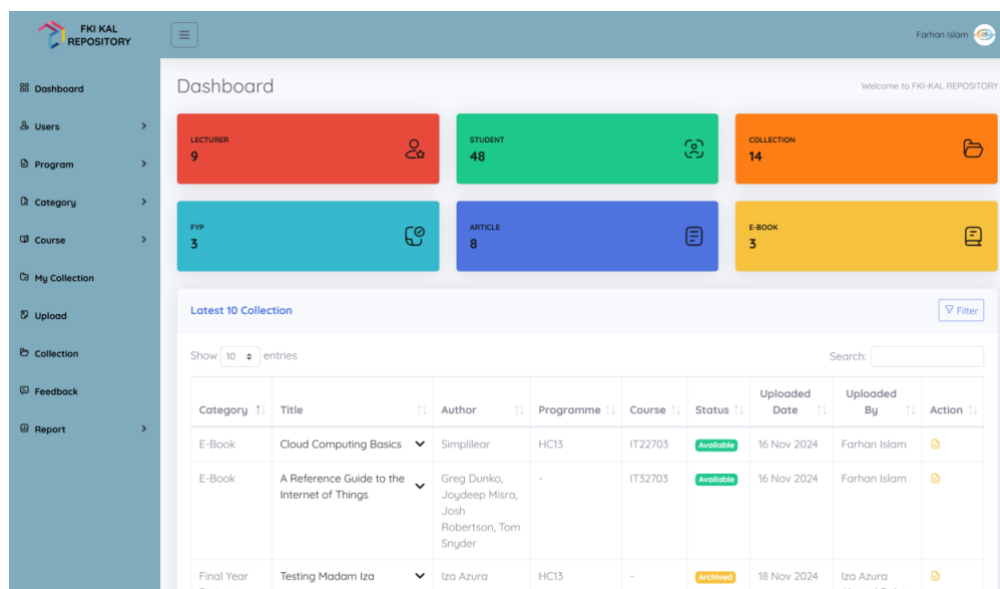 FKI KAL
REPOSITORY
Farhan Islam
Dashboard
Users
Program
Category
Course
My Collection
Upload
Collection
Feedback
Report
Dashboard
Welcome to FKI-KAL REPOSITORY
LECTURER
9
STUDENT
48
COLLECTION
14
FYP
3
ARTICLE
8
E-BOOK
3
Latest 10 Collection
Filter
Show 10 entries
Search:
Category Title Author Programme Course Status Uploaded Date Uploaded By Action
E-Book Cloud Computing Basics Simplilear HC13 IT22703 Available 16 Nov 2024 Farhan Islam
E-Book A Reference Guide to the - IT32703 Available 16 Nov 2024 Farhan Islam
Internet of Things
Greg Dunko,
Joydeep Misra,
Josh
Robertson, Tom
Snyder
Final Year Testing Madam Iza Iza Azura HC13 - Archived 18 Nov 2024 Iza Azura